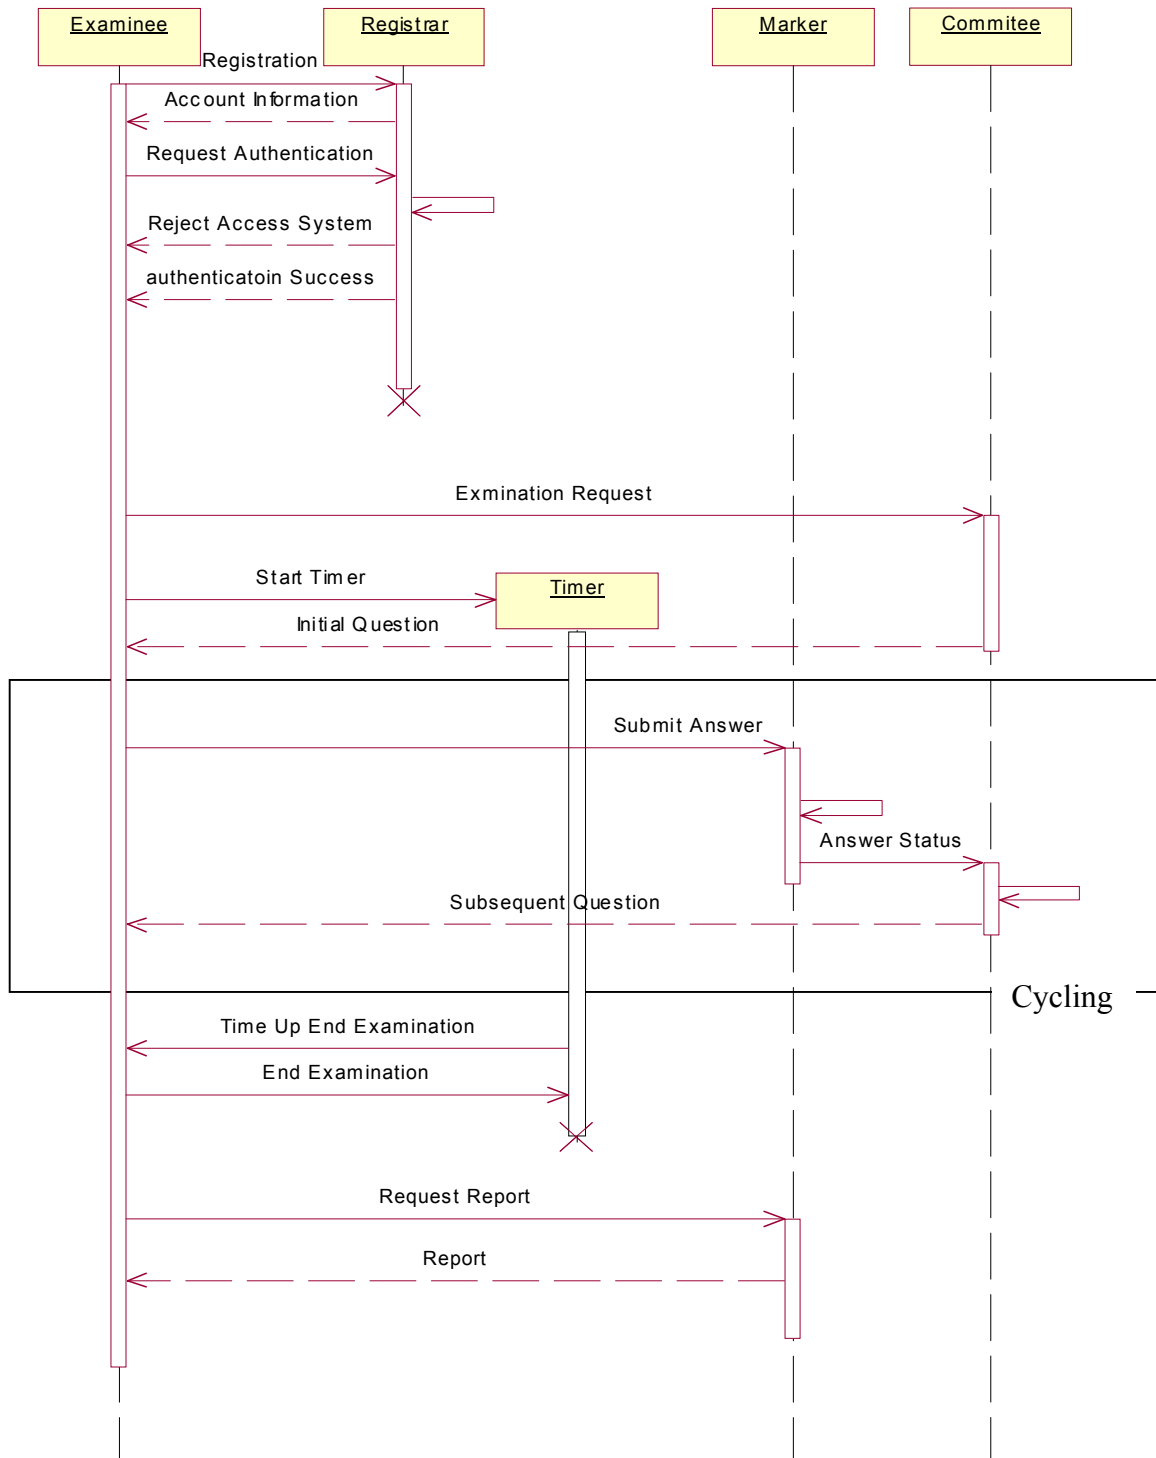 Examinee
Registrar
Marker
Commitee
Registration
Account Information
Request Authentication
Reject Access System
authenticatoin Success
Exmination Request
Start Timer
Timer
Initial Question
Submit Answer
Answer Status
Subsequent Question
Cycling
Time Up End Examination
End Examination
Request Report
Report